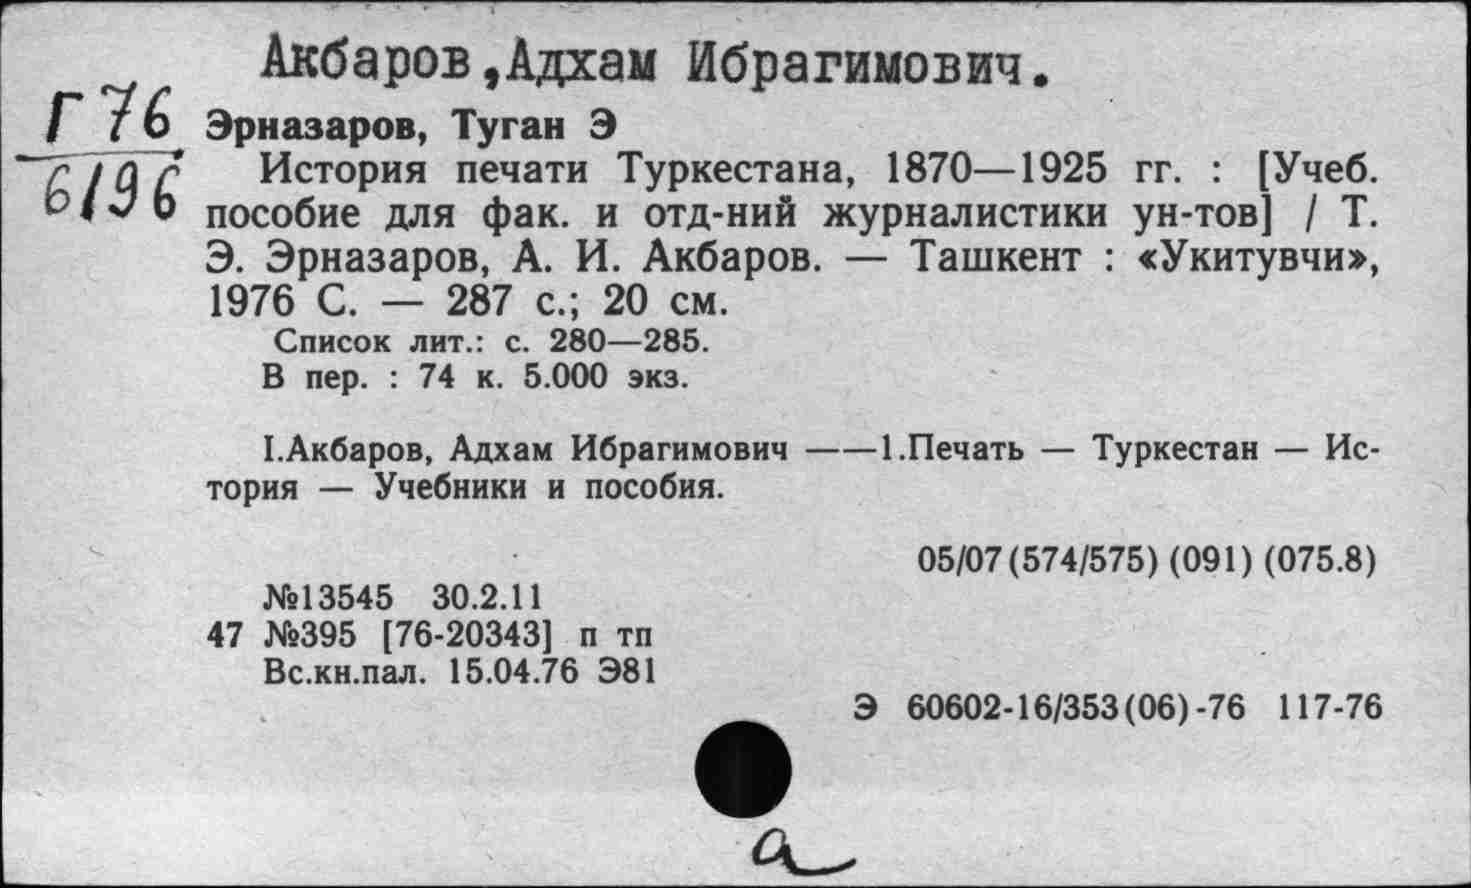 Акбаров,Адхам Ибрагимович.
Г 76
6196
Эрназаров, Туган Э
История печати Туркестана, 1870—1925 гг. : [Учеб.
пособие для фак. и отд-ний журналистики ун-тов] / Т.
Э. Эрназаров, А. И. Акбаров. — Ташкент : «Укитувчи»,
1976 С. — 287 с.; 20 см.
Список лит.: с. 280—285.
В пер. : 74 к. 5.000 экз.
I.Акбаров, Адхам Ибрагимович ——1.Печать — Туркестан — Ис-
тория — Учебники и пособия.
05/07(574/575)(091)(075.8)
№13545 30.2.11
47 №395 [76-20343] п тп
Вс.кн.пал. 15.04.76 Э81
Э 60602-16/353(06)-76 117-76
а